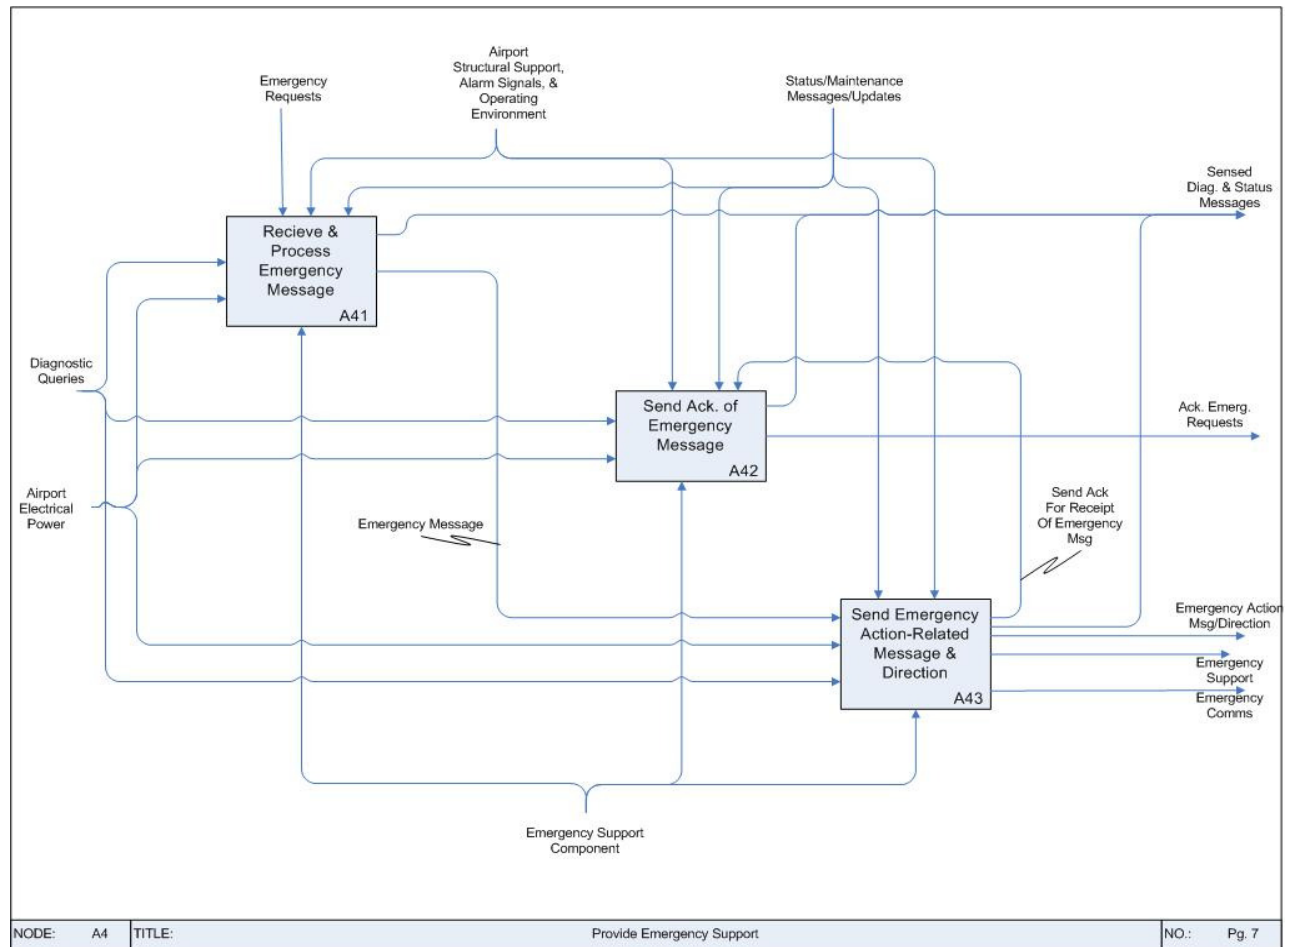 Airport
Structural Support,
Alarm Signals, &
Operating
Environment
Emergency
Requests
Status/Maintenance
Messages/Updates
Sensed
Diag. & Status
Messages
Recieve &
Process
Emergency
Message
A41
Diagnostic
Queries
Send Ack. of
Emergency
Message
A42
Ack. Emerg.
Requests
Airport
Electrical
Power
Emergency Message
Send Ack
For Receipt
Of Emergency
Msg
Send Emergency
Action-Related
Message &
Direction
A43
Emergency Action
Msg/Direction
Emergency
Support
Emergency
Comms
Emergency Support
Component
NODE: A4 TITLE: Provide Emergency Support NO.: Pg. 7